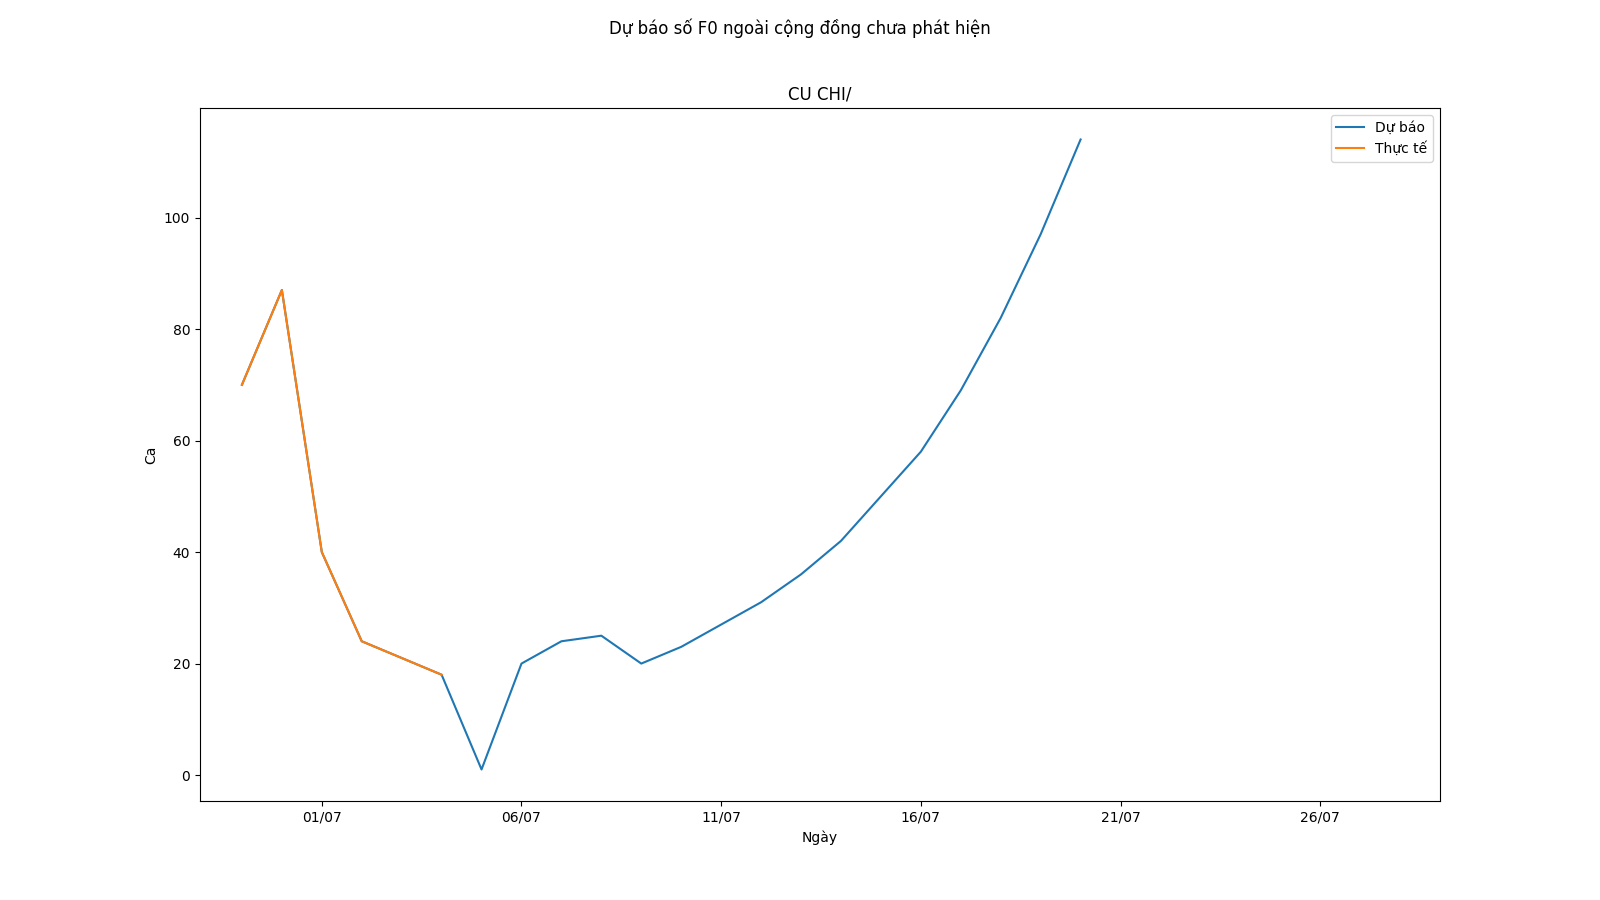 Dự báo số F0 ngoài cộng đồng chưa phát hiện
CU CHI/
Dự báo
Thực tế
100
80
60
40
20
0
Ca
01/07
06/07
11/07
16/07
21/07
26/07
Ngày